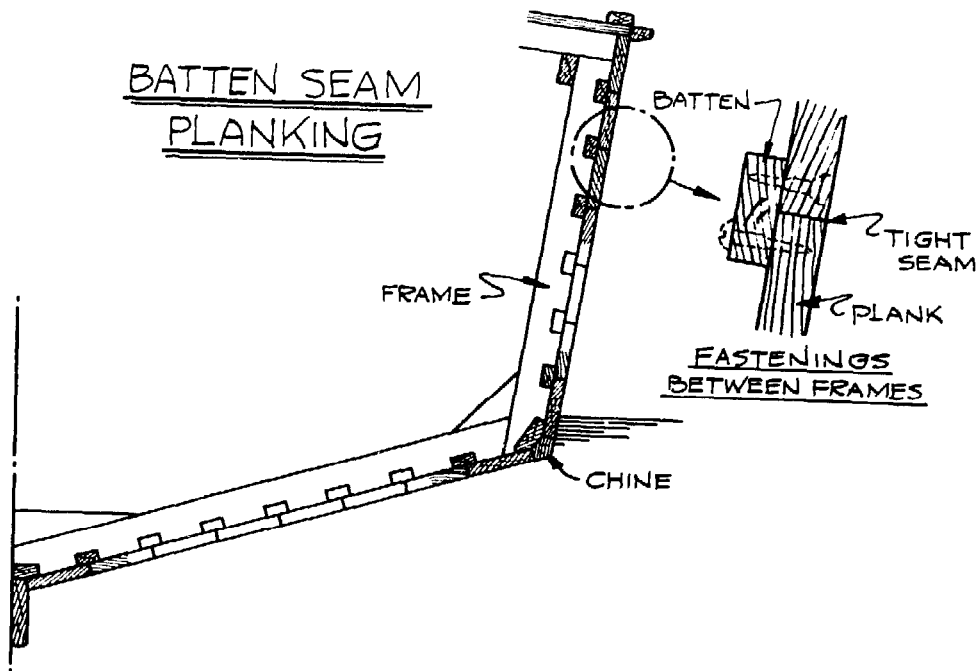 BATTEN SEAM
PLANKING
BATTEN
TIGHT
SEAM
FRAME
PLANK
FASTENINGS
BETWEEN FRAMES
CHINE